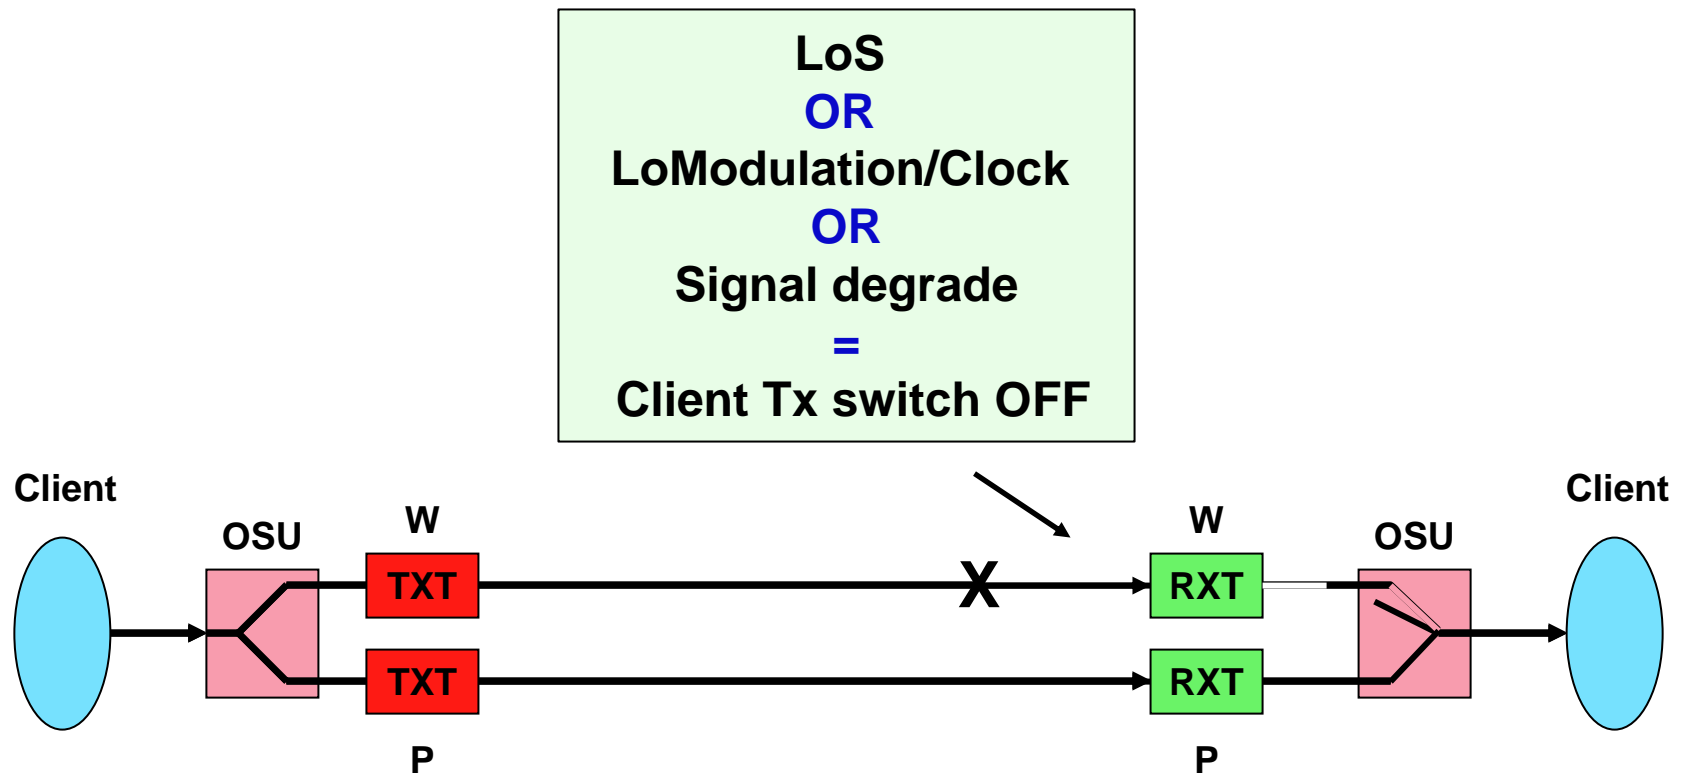 LoS
OR
LoModulation/Clock
OR
Signal degrade
=
Client Tx switch OFF
Client
Client
OSU
W
W
OSU
TXT
X
RXT
TXT
RXT
P
P